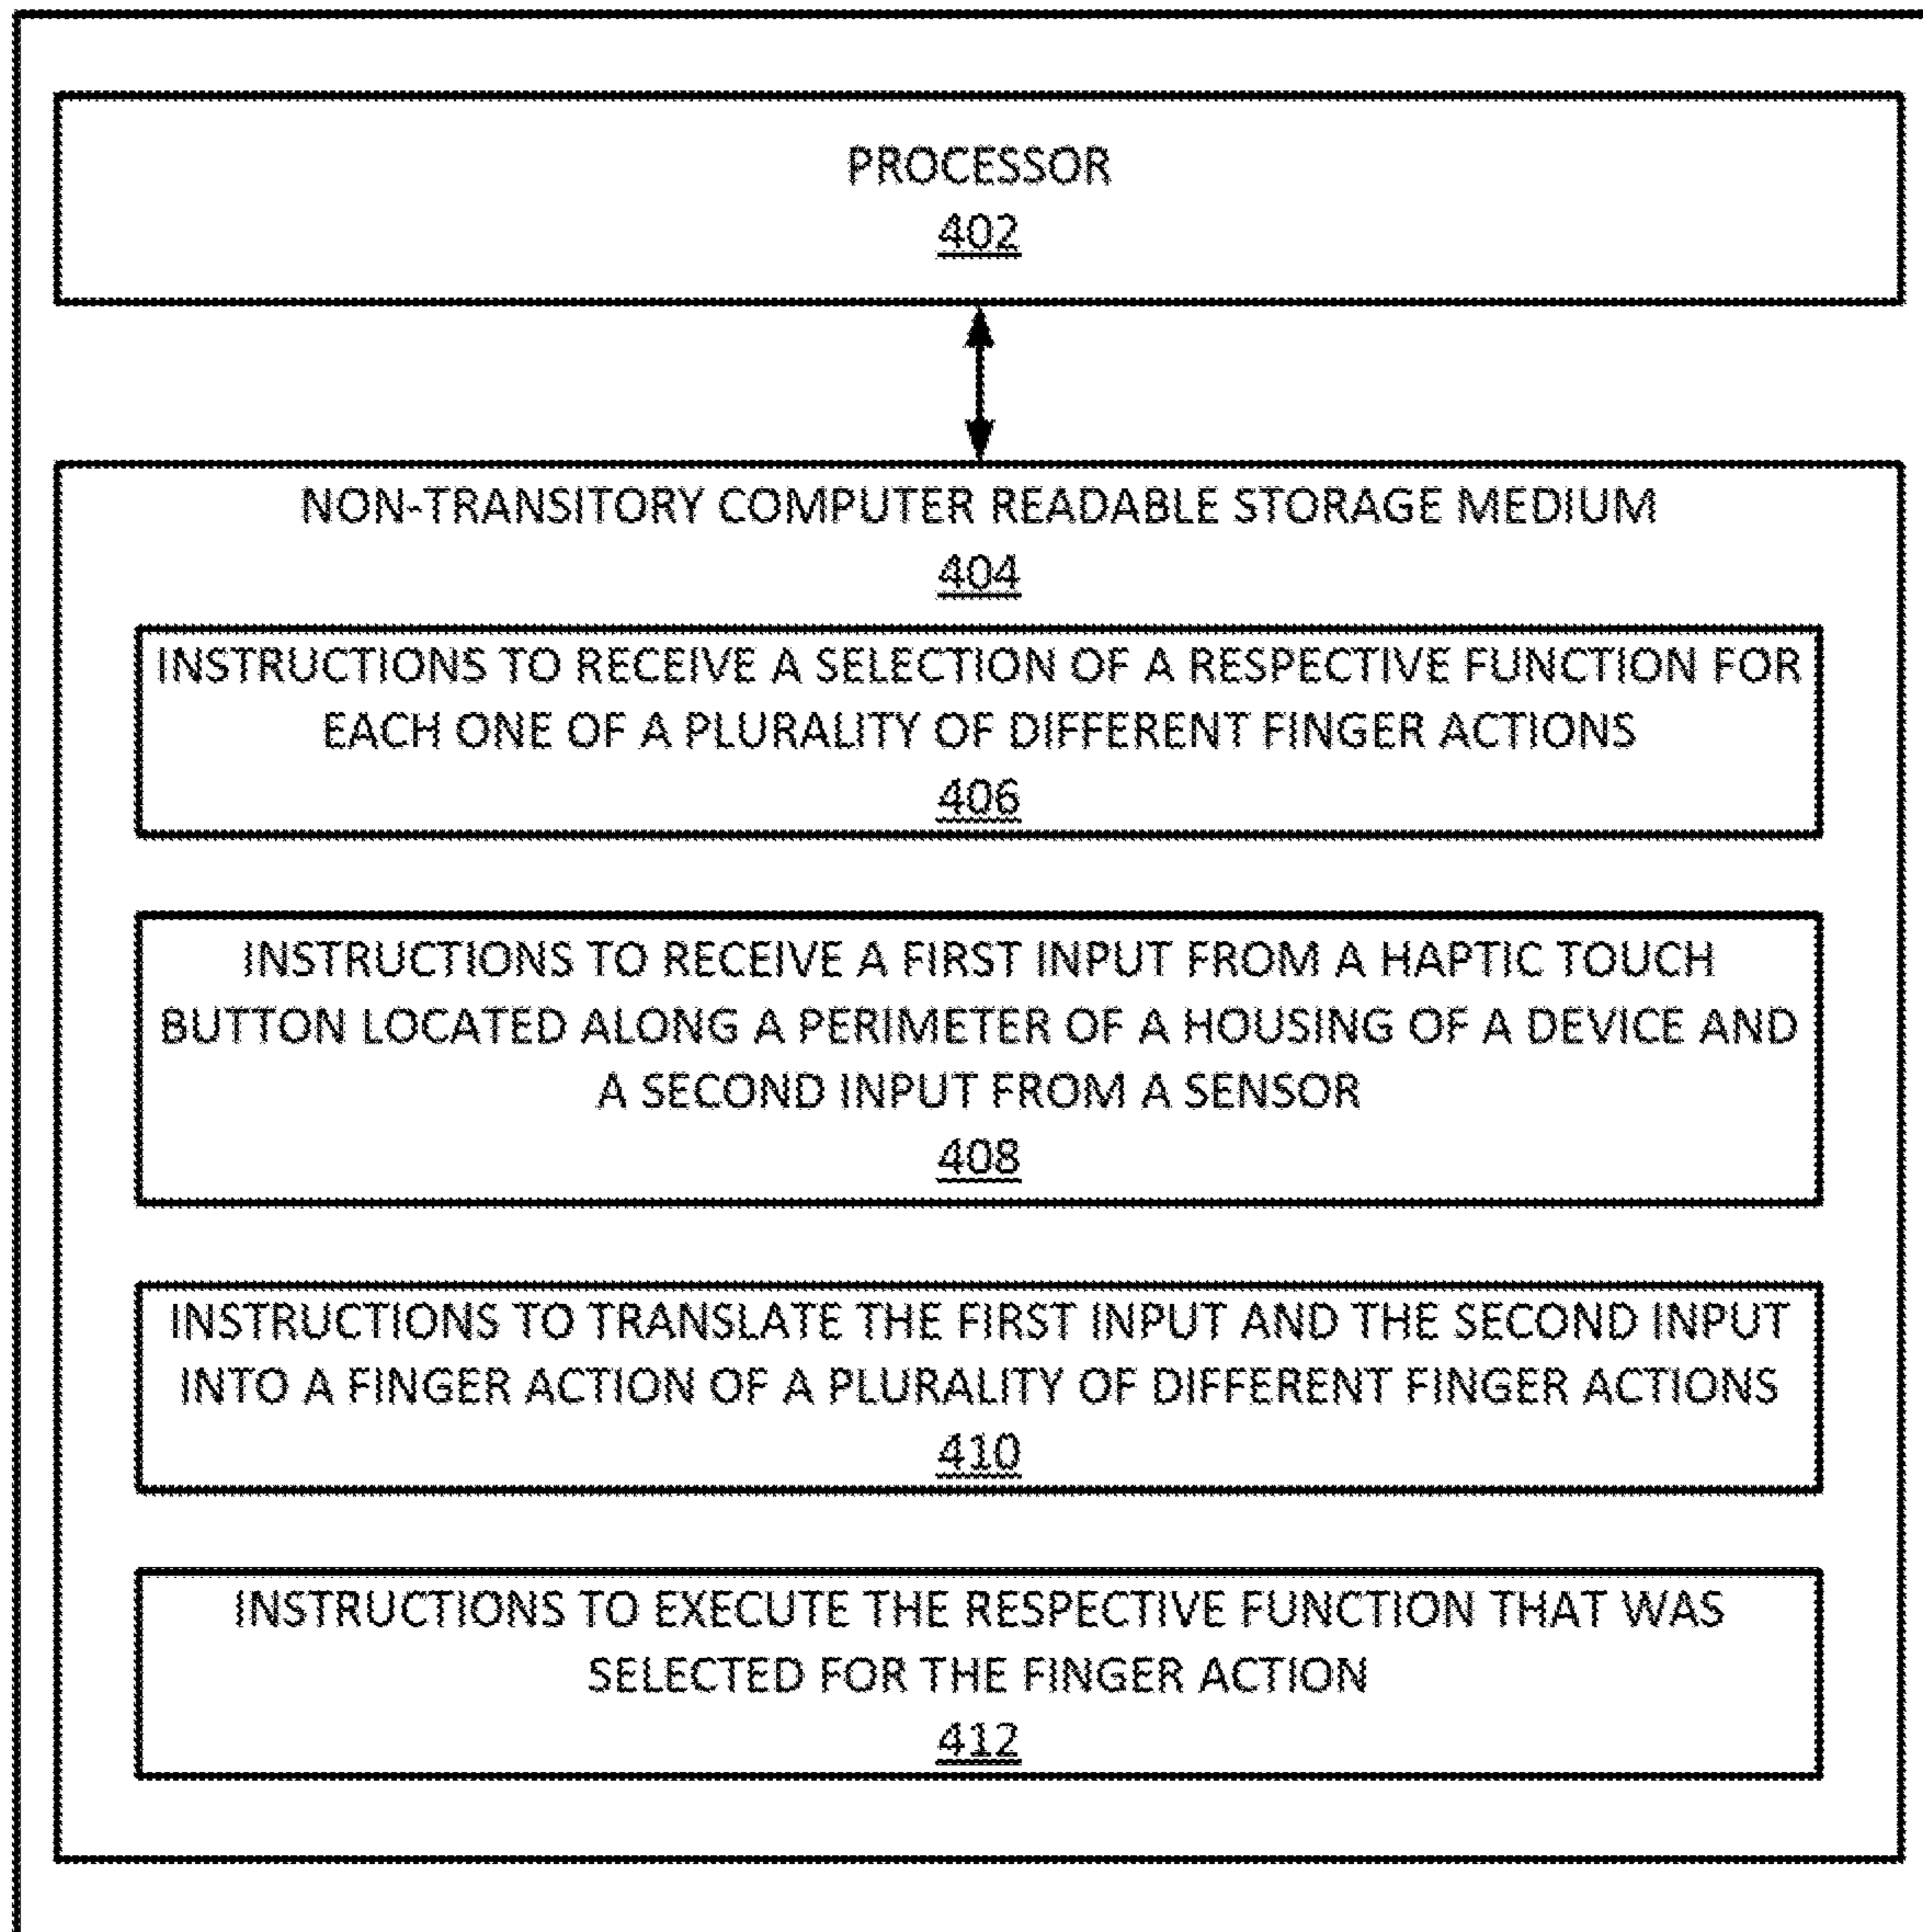 PROCESSOR
402
NON-TRANSITORY COMPUTER READABLE STORAGE MEDIUM
404
INSTRUCTIONS TO RECEIVE A SELECTION OF A RESPECTIVE FUNCTION FOR
EACH ONE OF A PLURALITY OF DIFFERENT FINGER ACTIONS
406
INSTRUCTIONS TO RECEIVE A FIRST INPUT FROM A HAPTIC TOUCH
BUTTON LOCATED ALONG A PERIMETER OF A HOUSING OF A DEVICE AND
A SECOND INPUT FROM A SENSOR
408
INSTRUCTIONS TO TRANSLATE THE FIRST INPUT AND THE SECOND INPUT
INTO A FINGER ACTION OF A PLURALITY OF DIFFERENT FINGER ACTIONS
410
INSTRUCTIONS TO EXECUTE THE RESPECTIVE FUNCTION THAT WAS
SELECTED FOR THE FINGER ACTION
412